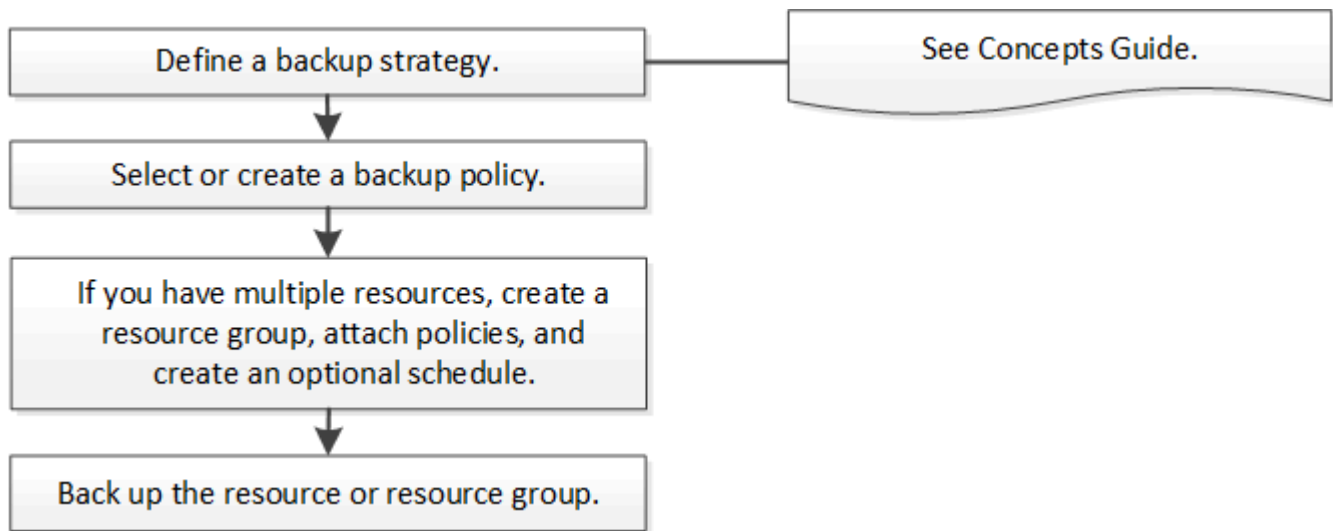 Define a backup strategy.
See Concepts Guide.
Select or create a backup policy.
If you have multiple resources, create a
resource group, attach policies, and
create an optional schedule.
Back up the resource or resource group.